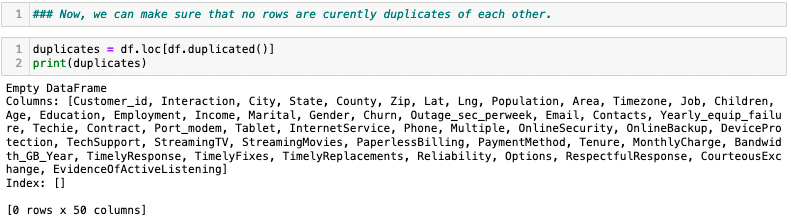 1 ### Now, we can make sure that no rows are curently duplicates of each other.
1 duplicates = df.loc[df.duplicated()]
2 print(duplicates)
Empty DataFrame
Columns: [Customer_id, Interaction, City, State, County, Zip, Lat, Lng, Population, Area, Timezone, Job, Children,
Age, Education, Employment, Income, Marital, Gender, Churn, Outage_sec_perweek, Email, Contacts, Yearly_equip_failu
re, Techie, Contract, Port_modem, Tablet, InternetService, Phone, Multiple, OnlineSecurity, OnlineBackup, DevicePro
tection, TechSupport, StreamingTV, StreamingMovies, PaperlessBilling, PaymentMethod, Tenure, MonthlyCharge, Bandwid
th_GB_Year, TimelyResponse, TimelyFixes, TimelyReplacements, Reliability, Options, RespectfulResponse, CourteousExc
hange, EvidenceOfActiveListening]
Index: []
[0 rows x 50 columns]